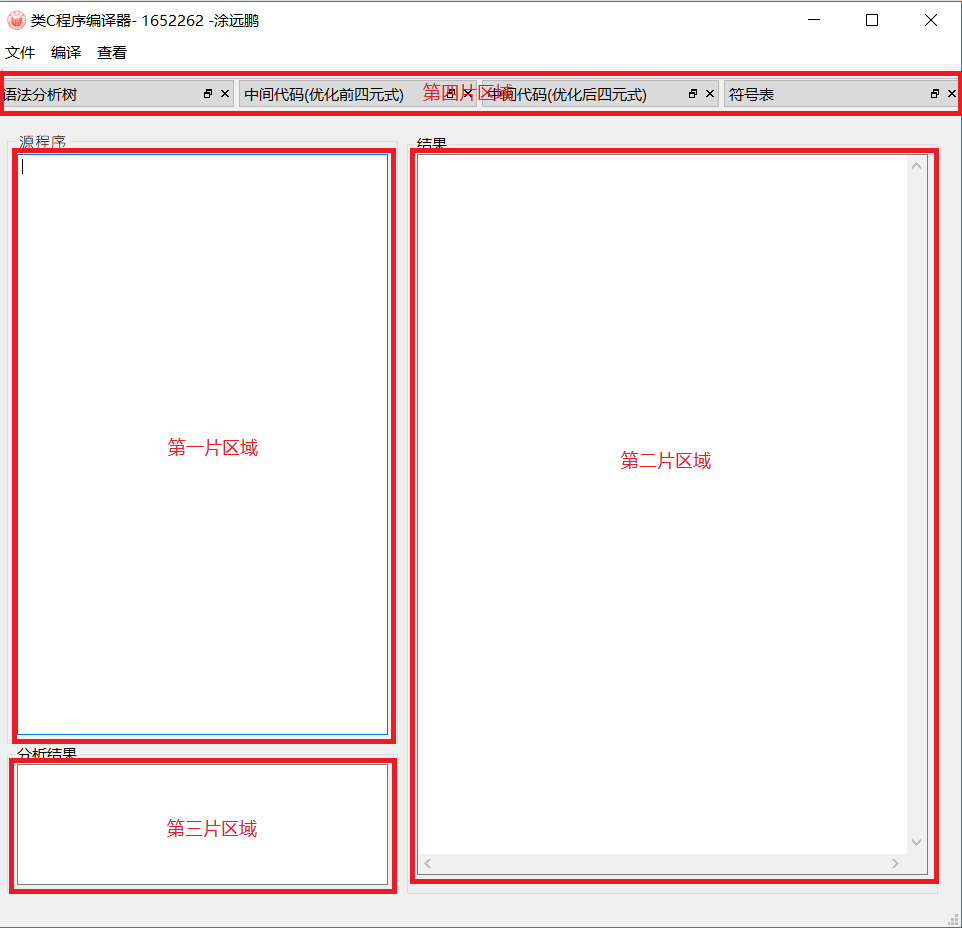 类C程序编译器- 1652262 -涂远鹏
文件 编译 查看
语法分析树 中间代码(优化前四元式) 中间代码(优化后四元式) 符号表
第四片区域
源程序 结果
第一片区域
第二片区域
分析结果
第三片区域